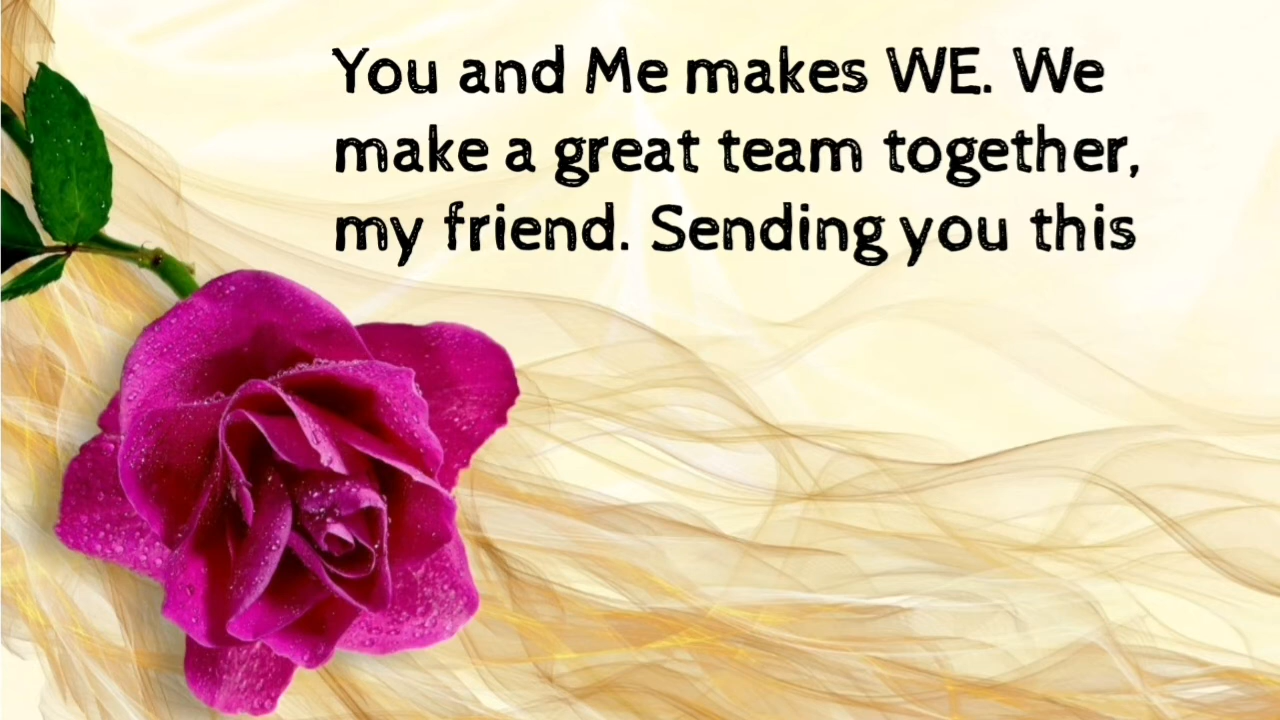 You and Me makes WE. We
make a great team together,
my friend. Sending you this